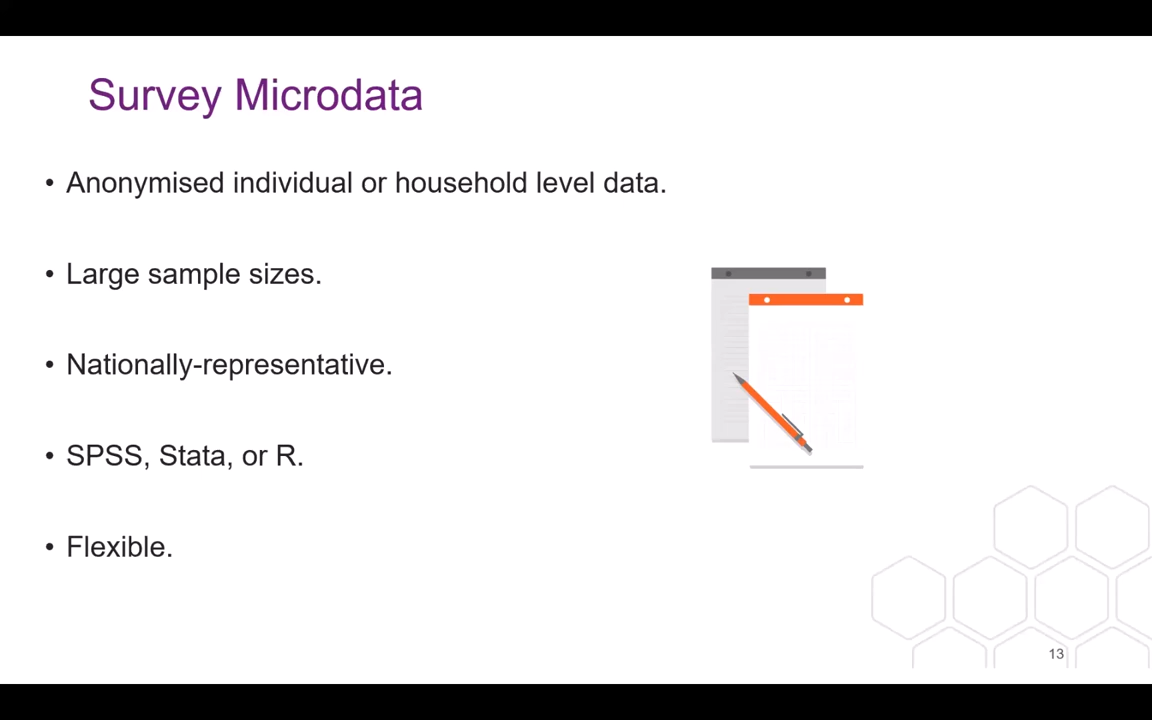 Survey Microdata
• Anonymised individual or household level data.
• Large sample sizes.
• Nationally-representative.
• SPSS, Stata, or R.
• Flexible.
13